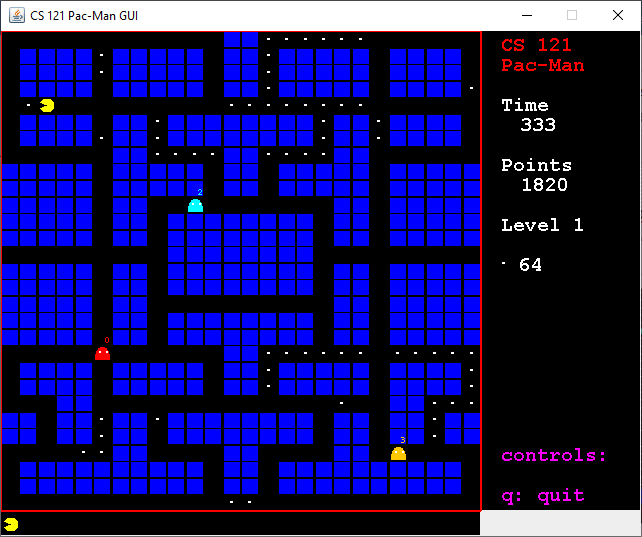 CS 121 Pac-Man GUI
CS 121
Pac-Man
Time
333
Points
1820
Level 1
64
2
0
3
controls:
q: quit